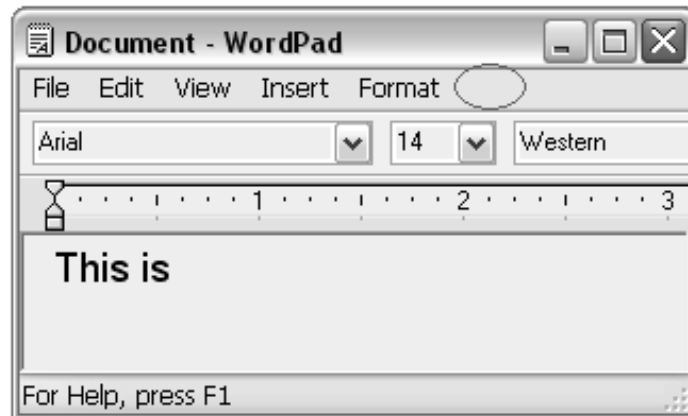 Document - WordPad
File Edit View Insert Format
Arial 14 Western
1 2 3
This is
For Help, press F1